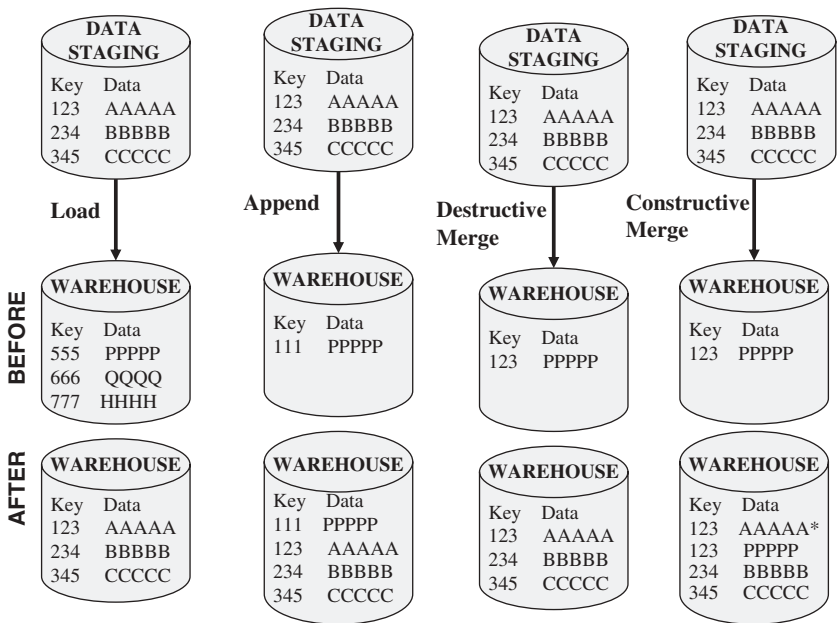 DATA
STAGING
Key Data
123 AAAAA
234 BBBBB
345 CCCCC
Load
BEFORE
WAREHOUSE
Key Data
555 PPPPP
666 QQQQ
777 HHHH
AFTER
WAREHOUSE
Key Data
123 AAAAA
234 BBBBB
345 CCCCC
DATA
STAGING
Key Data
123 AAAAA
234 BBBBB
345 CCCCC
Append
WAREHOUSE
Key Data
111 PPPPP
WAREHOUSE
Key Data
111 PPPPP
123 AAAAA
234 BBBBB
345 CCCCC
DATA
STAGING
Key Data
123 AAAAA
234 BBBBB
345 CCCCC
Destructive
Merge
WAREHOUSE
Key Data
123 PPPPP
WAREHOUSE
Key Data
123 AAAAA
234 BBBBB
345 CCCCC
DATA
STAGING
Key Data
123 AAAAA
234 BBBBB
345 CCCCC
Constructive
Merge
WAREHOUSE
Key Data
123 PPPPP
WAREHOUSE
Key Data
123 AAAAA*
123 PPPPP
234 BBBBB
345 CCCCC